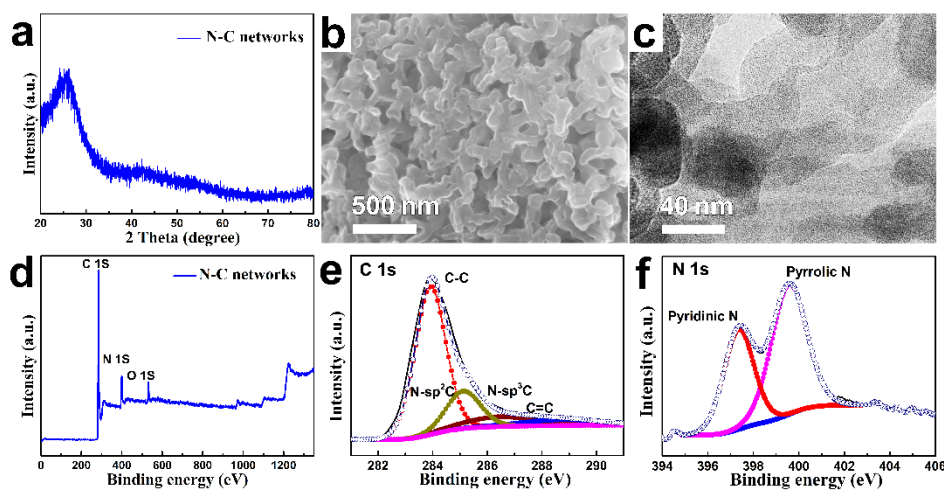 a
N-C networks
Intensity (a.u.)
20 30 40 50 60 70 80
2 Theta (degree)
b
500 nm
c
40 nm
d
C 1S
N-C networks
N 1S
O 1S
Intensity (a.u.)
0 200 400 600 800 1000 1200
Binding energy (eV)
e
C 1s
C-C
N-sp²C
N-sp³C
C=C
Intensity (a.u.)
282 284 286 288 290
Binding energy (eV)
f
N 1s
Pyrrolic N
Pyridinic N
Intensity (a.u.)
394 396 398 400 402 404 406
Binding energy (eV)